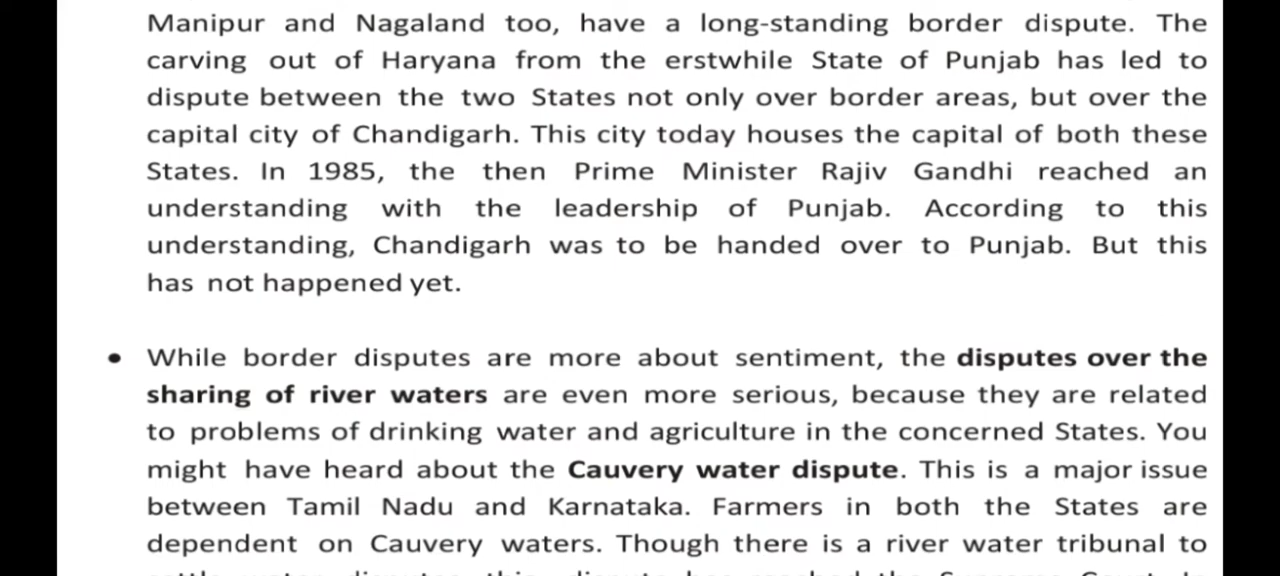 Manipur and Nagaland too, have a long-standing border dispute. The
carving out of Haryana from the erstwhile State of Punjab has led to
dispute between the two States not only over border areas, but over the
capital city of Chandigarh. This city today houses the capital of both these
States. In 1985, the then Prime Minister Rajiv Gandhi reached an
understanding with the leadership of Punjab. According to this
understanding, Chandigarh was to be handed over to Punjab. But this
has not happened yet.
• While border disputes are more about sentiment, the disputes over the
sharing of river waters are even more serious, because they are related
to problems of drinking water and agriculture in the concerned States. You
might have heard about the Cauvery water dispute. This is a major issue
between Tamil Nadu and Karnataka. Farmers in both the States are
dependent on Cauvery waters. Though there is a river water tribunal to